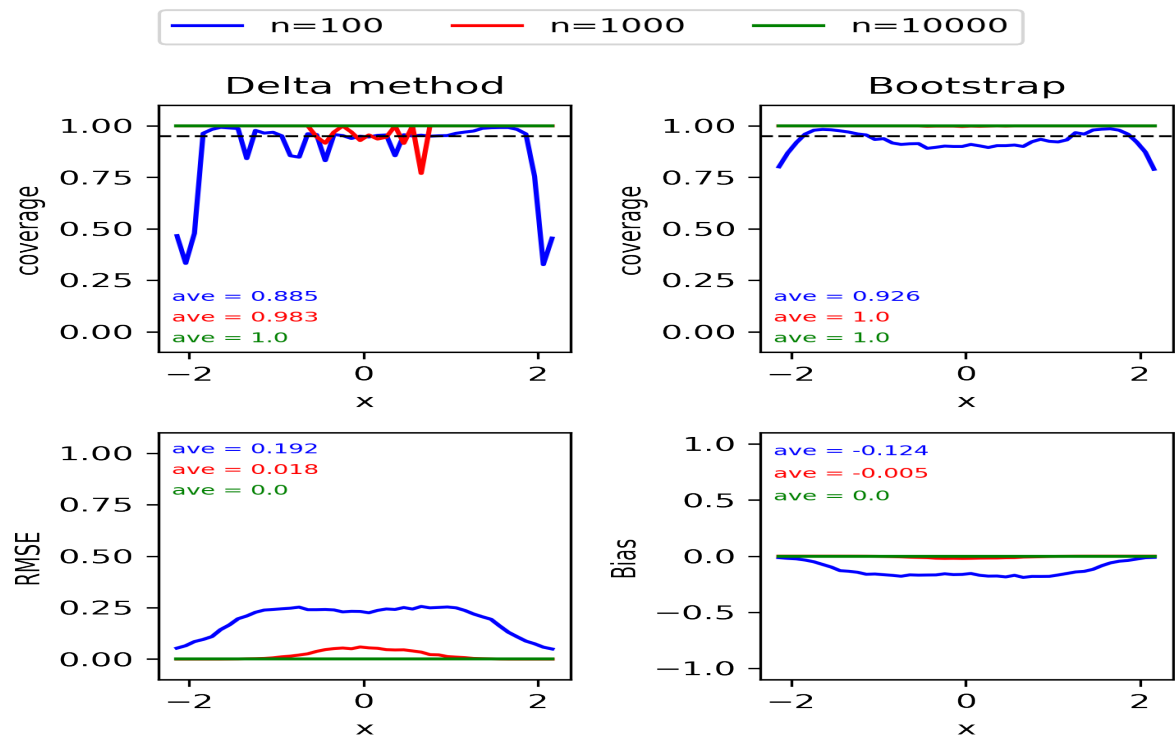 n=100 n=1000 n=10000
Delta method
1.00
0.75
0.50
0.25
0.00
coverage
ave = 0.885
ave = 0.983
ave = 1.0
−2 0 2
x
Bootstrap
1.00
0.75
0.50
0.25
0.00
coverage
ave = 0.926
ave = 1.0
ave = 1.0
−2 0 2
x
1.00
0.75
0.50
0.25
0.00
RMSE
ave = 0.192
ave = 0.018
ave = 0.0
−2 0 2
x
1.0
0.5
0.0
−0.5
−1.0
Bias
ave = -0.124
ave = -0.005
ave = 0.0
−2 0 2
x